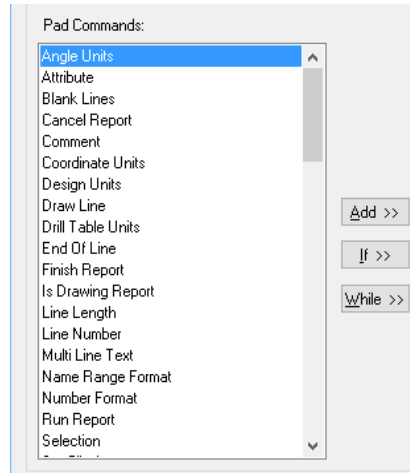 Pad Commands:
Angle Units
Attribute
Blank Lines
Cancel Report
Comment
Coordinate Units
Design Units
Draw Line
Drill Table Units
End Of Line
Finish Report
Is Drawing Report
Line Length
Line Number
Multi Line Text
Name Range Format
Number Format
Run Report
Selection
Add >>
If >>
While >>